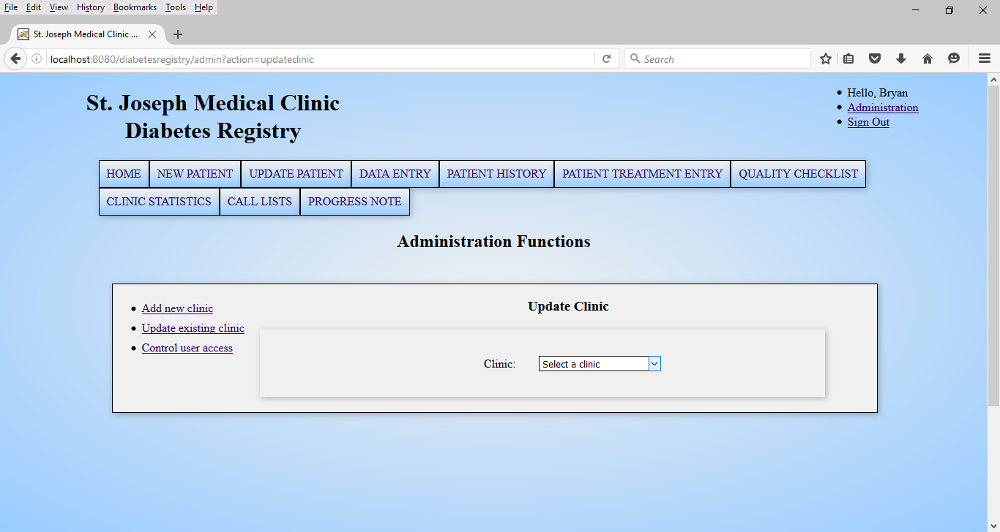 File Edit View History Bookmarks Tools Help
St. Joseph Medical Clinic ...
localhost:8080/diabetesregistry/admin?action=updateclinic
Search
St. Joseph Medical Clinic
Diabetes Registry
Hello, Bryan
Administration
Sign Out
HOME NEW PATIENT UPDATE PATIENT DATA ENTRY PATIENT HISTORY PATIENT TREATMENT ENTRY QUALITY CHECKLIST
CLINIC STATISTICS CALL LISTS PROGRESS NOTE
Administration Functions
Add new clinic
Update existing clinic
Control user access
Update Clinic
Clinic: Select a clinic